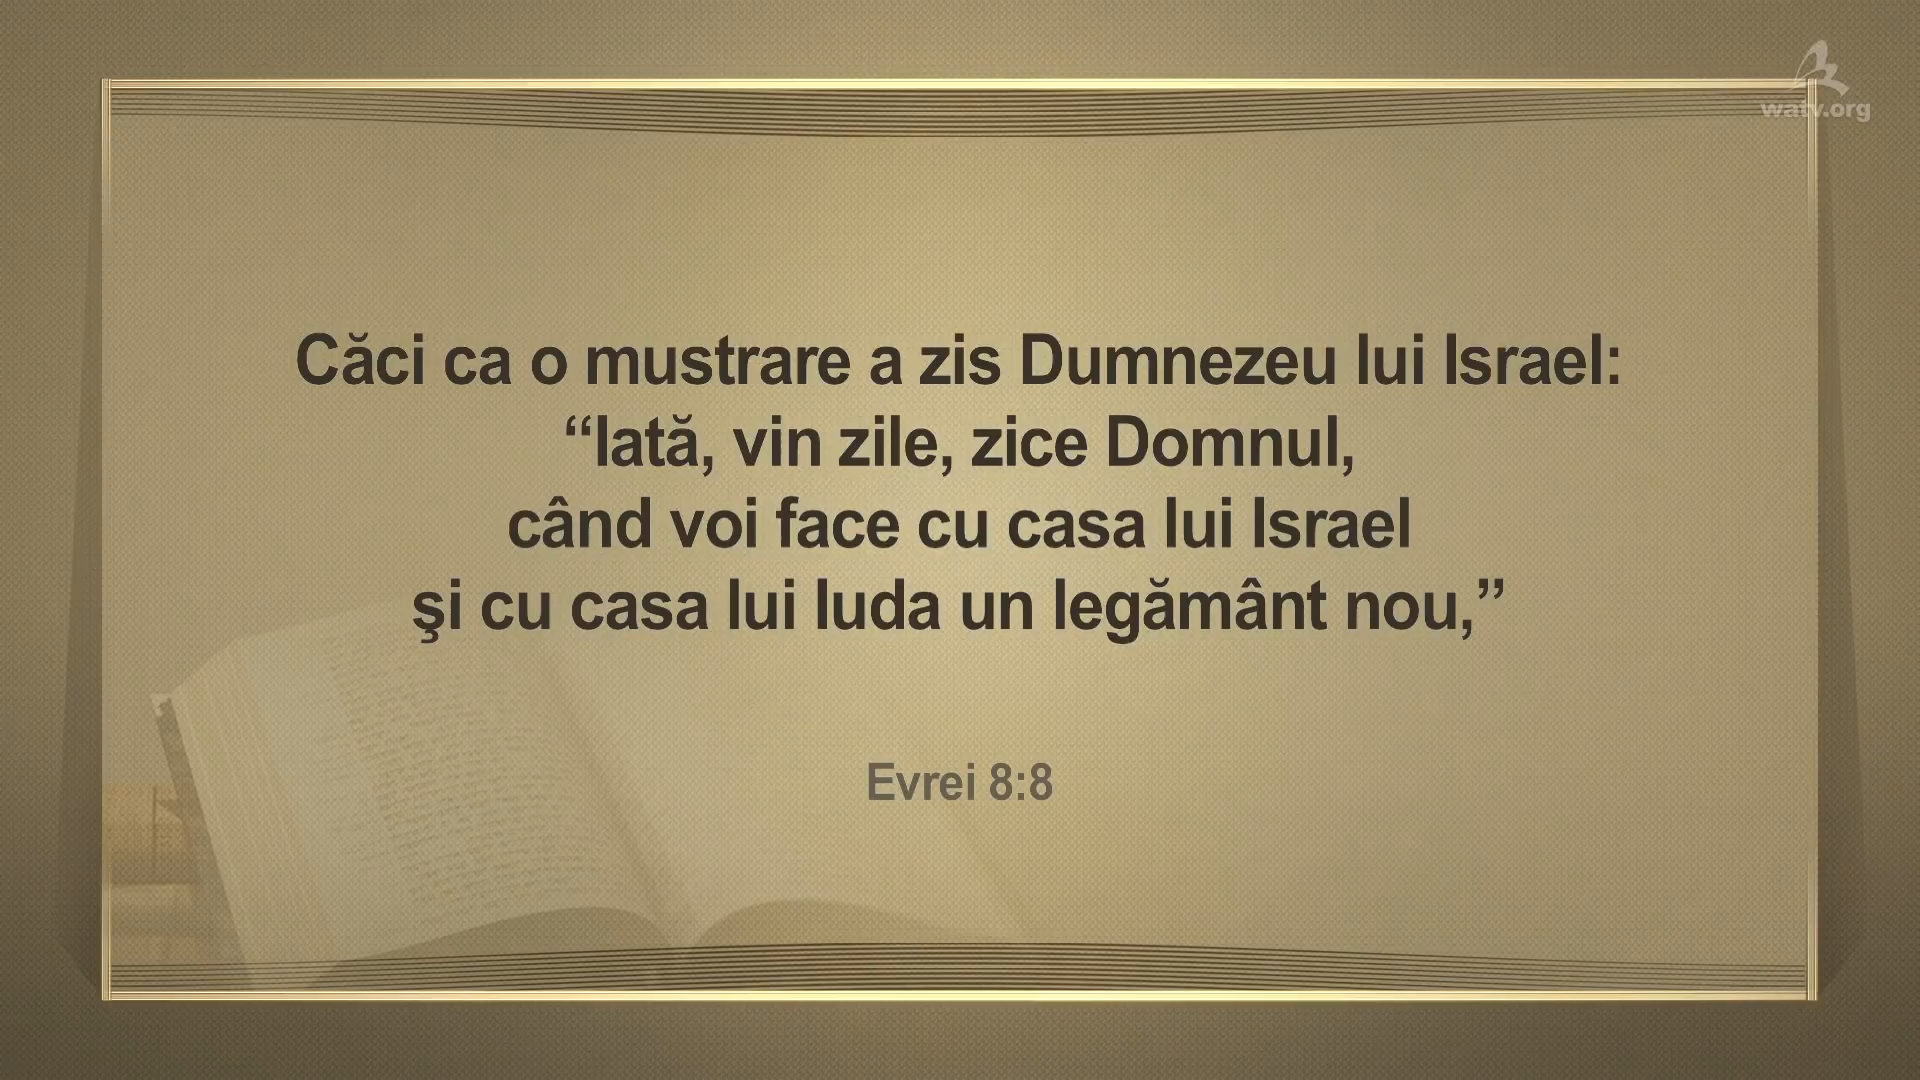 watv.org
Căci ca o mustrare a zis Dumnezeu lui Israel:
“Iată, vin zile, zice Domnul,
când voi face cu casa lui Israel
şi cu casa lui Iuda un legământ nou,”
Evrei 8:8